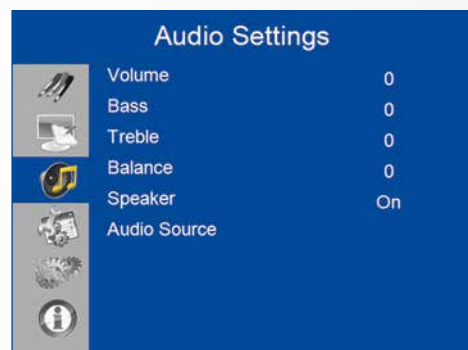 Audio Settings
Volume 0
Bass 0
Treble 0
Balance 0
Speaker On
Audio Source